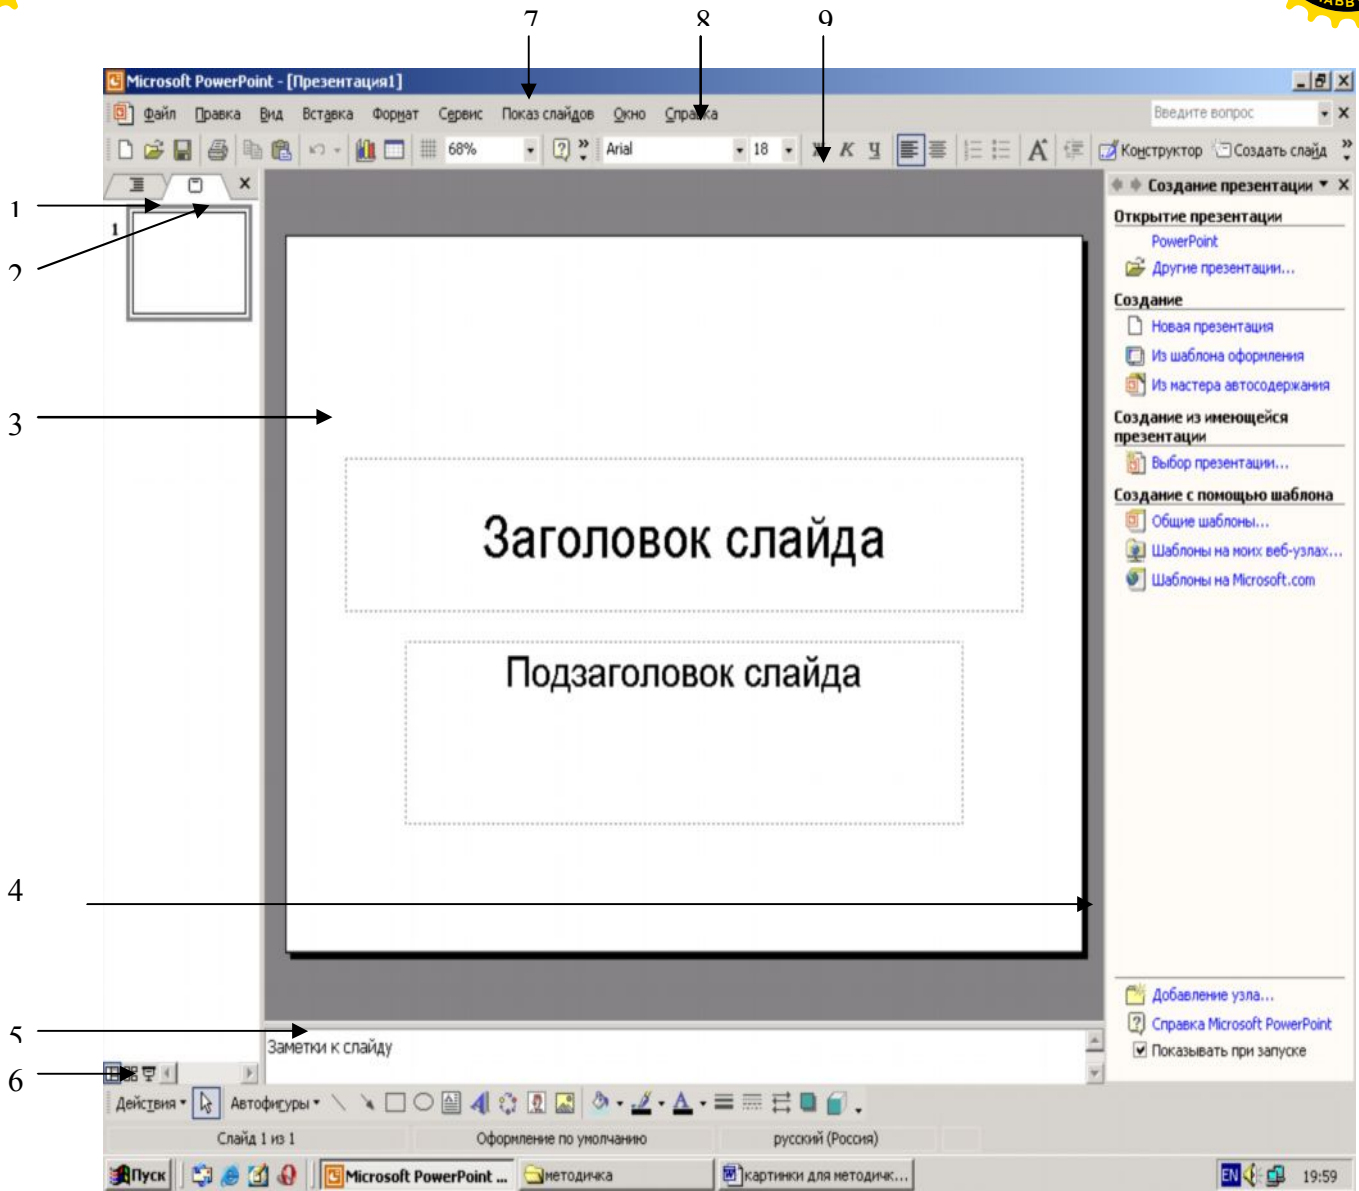 7 8 9
ABB
Microsoft PowerPoint - [Презентация1]
Файл Правка Вид Вставка Формат Сервис Показ слайдов Окно Справка Введите вопрос
68% Arial 18 К Ч Конструктор Создать слайд
Создание презентации
1
1
2
Открытие презентации
PowerPoint
Другие презентации...
Создание
Новая презентация
Из шаблона оформления
Из мастера автосодержания
3
Создание из имеющейся
презентации
Выбор презентации...
Создание с помощью шаблона
Общие шаблоны...
Шаблоны на моих веб-узлах...
Шаблоны на Microsoft.com
Заголовок слайда
Подзаголовок слайда
4
Добавление узла...
Справка Microsoft PowerPoint
Показывать при запуске
5
Заметки к слайду
6
Действия Автофигуры
Слайд 1 из 1 Оформление по умолчанию русский (Россия)
Пуск Microsoft PowerPoint ... методичка картинки для методичк... EN 19:59